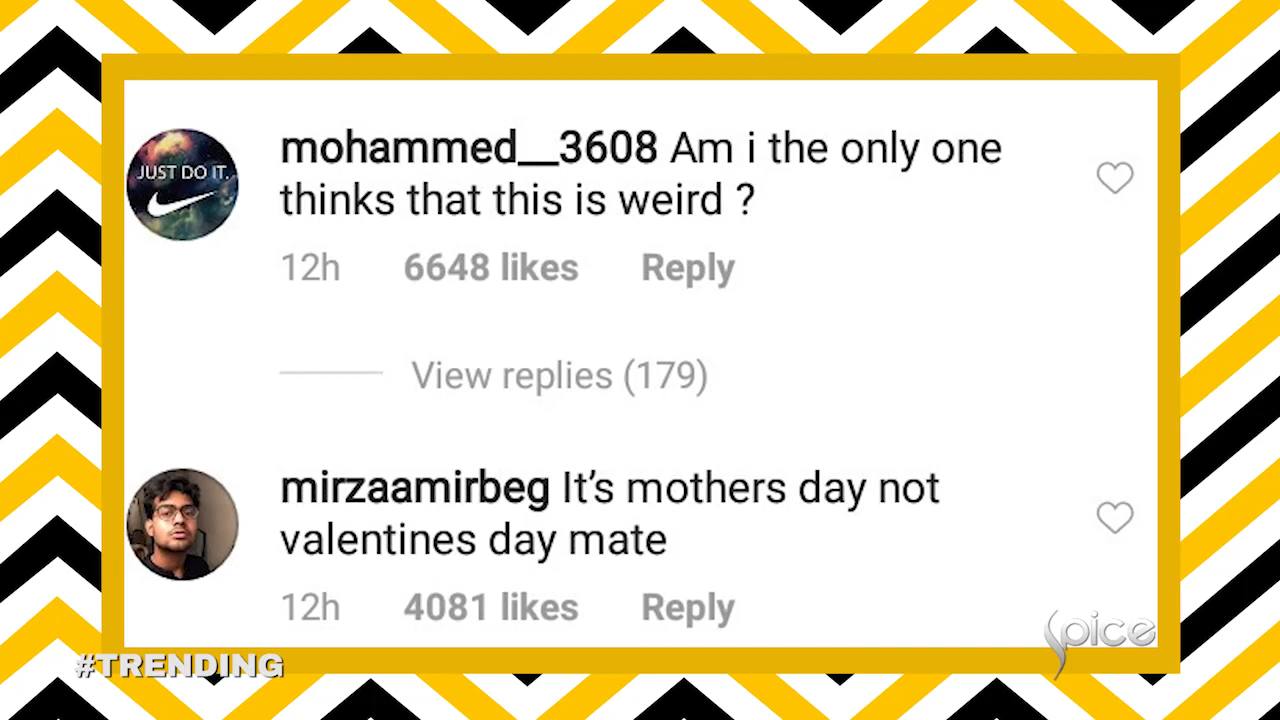 JUST DO IT.
mohammed__3608 Am i the only one
thinks that this is weird ?
12h 6648 likes Reply
View replies (179)
mirzaamirbeg It's mothers day not
valentines day mate
12h 4081 likes Reply
spice
#TRENDING